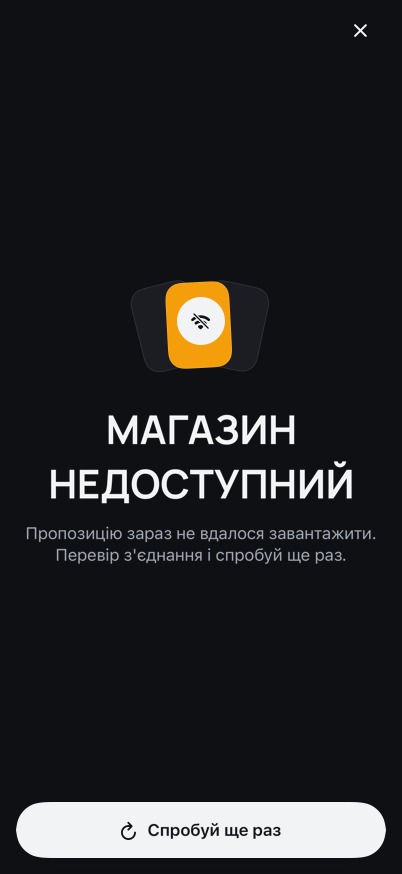 МАГАЗИН
НЕДОСТУПНИЙ
Пропозицію зараз не вдалося завантажити.
Перевір з'єднання і спробуй ще раз.
Спробуй ще раз